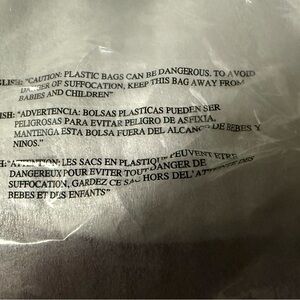 GLISH: "CAUTION: PLASTIC BAGS CAN BE DANGEROUS. TO AVOID
DANGER OF SUFFOCATION, KEEP THIS BAG AWAY FROM
BABIES AND CHILDREN"
ISH: "ADVERTENCIA: BOLSAS PLASTICAS PUEDEN SER
PELIGROSAS PARA EVITAR PELIGRO DE ASFIXIA,
MANTENGA ESTA BOLSA FUERA DEL ALCANCE DE BEBES Y
NINOS."
H: "ATTENTION: LES SACS EN PLASTIQUE PEUVENT ETRE
DANGEREUX POUR EVITER TOUT DANGER DE
SUFFOCATION, GARDEZ CE SAC HORS DEL' DES
BEBES ET DES ENFANTS"